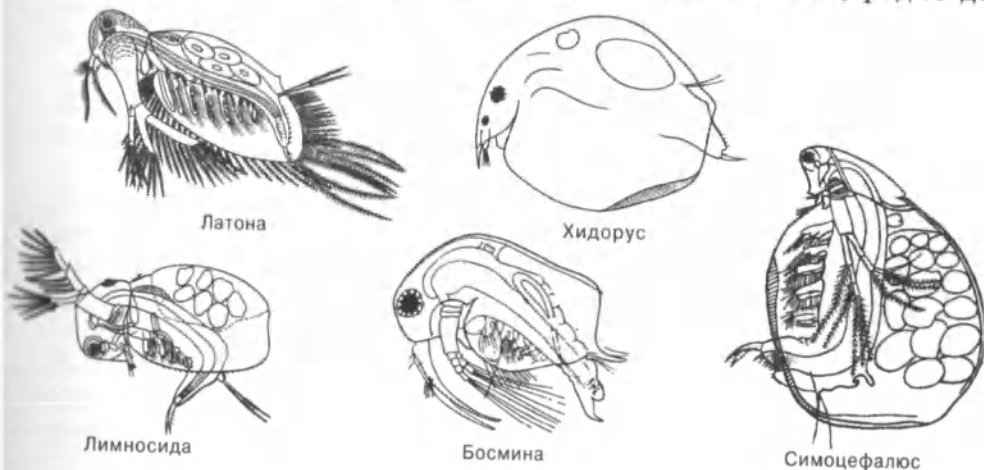 Латона
Хидорус
Лимносида
Босмина
Симоцефалюс